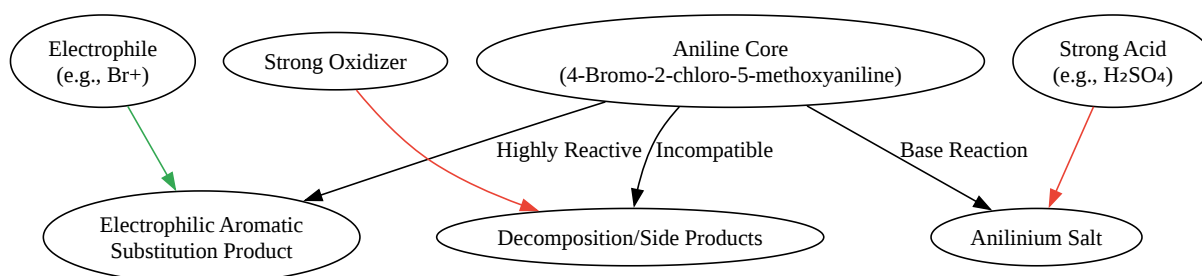 Electrophile
(e.g., Br+)
Strong Oxidizer
Aniline Core
(4-Bromo-2-chloro-5-methoxyaniline)
Strong Acid
(e.g., H₂SO₄)
Highly Reactive
Incompatible
Base Reaction
Electrophilic Aromatic
Substitution Product
Decomposition/Side Products
Anilinium Salt